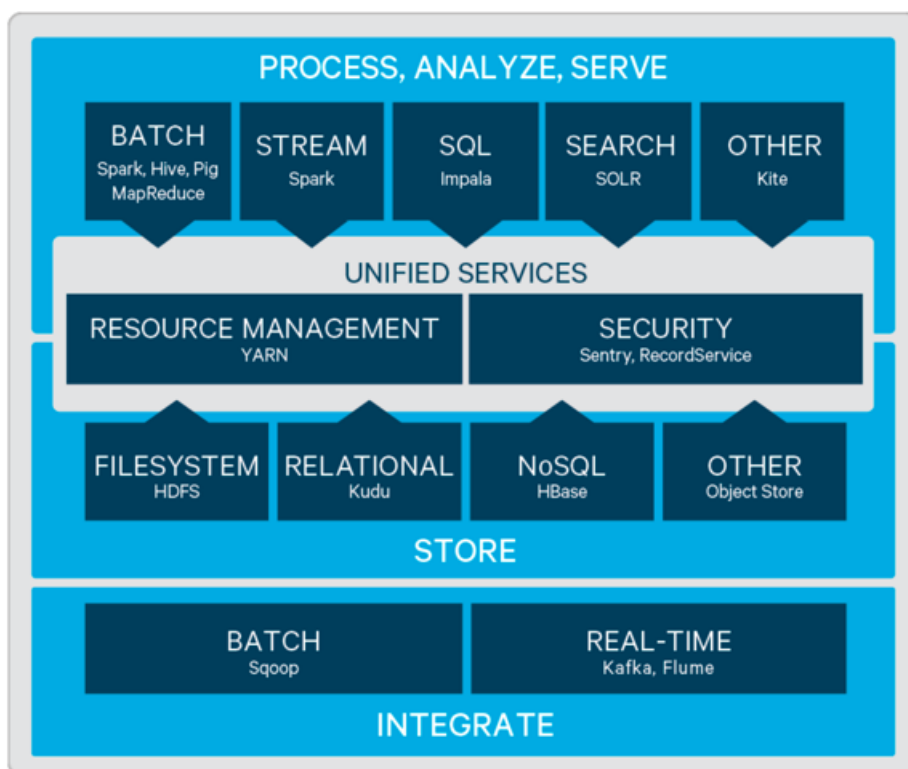 PROCESS, ANALYZE, SERVE
BATCH
Spark, Hive, Pig
MapReduce
STREAM
Spark
SQL
Impala
SEARCH
SOLR
OTHER
Kite
UNIFIED SERVICES
RESOURCE MANAGEMENT
YARN
SECURITY
Sentry, RecordService
FILESYSTEM
HDFS
RELATIONAL
Kudu
NoSQL
HBase
OTHER
Object Store
STORE
BATCH
Sqoop
REAL-TIME
Kafka, Flume
INTEGRATE